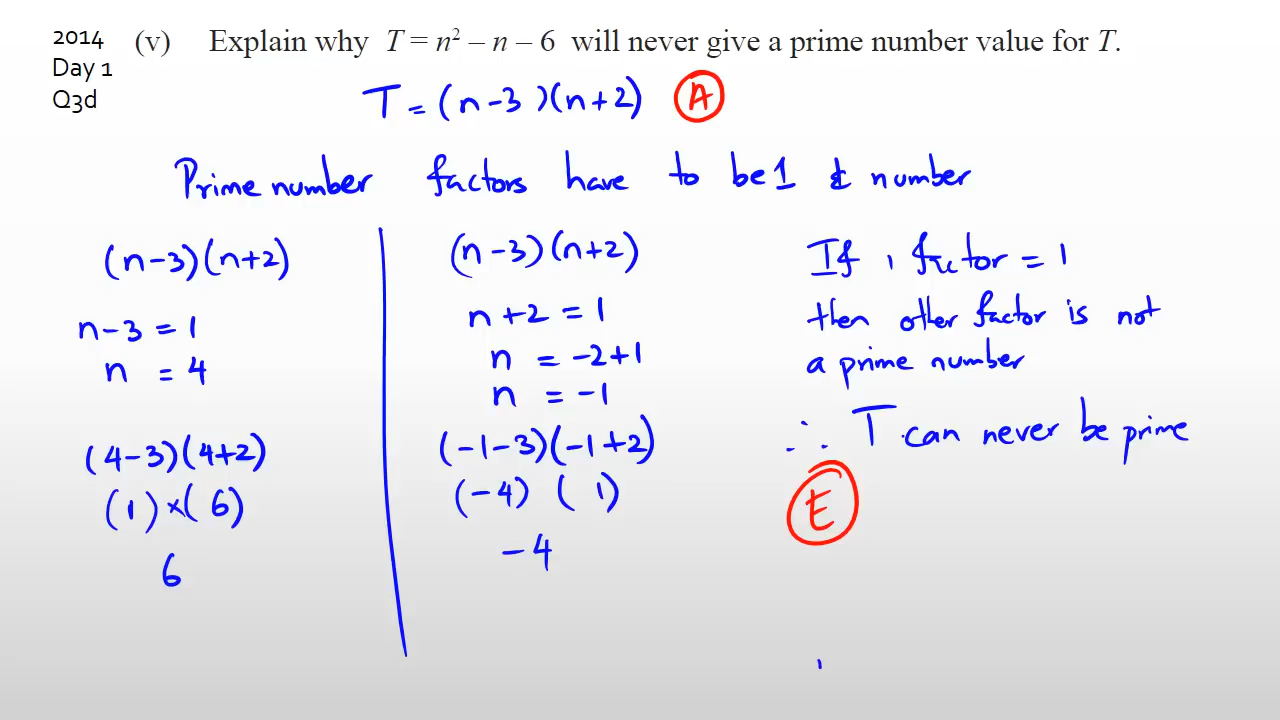 2014
Day 1
Q3d
(v) Explain why T = n² – n – 6 will never give a prime number value for T.
T = (n-3)(n+2) A
Prime number factors have to be 1 & number
(n-3)(n+2)
n-3 = 1
n = 4
(4-3)(4+2)
(1)×(6)
6
(n-3)(n+2)
n+2 = 1
n = -2+1
n = -1
(-1-3)(-1+2)
(-4) (1)
-4
If 1 factor = 1
then other factor is not
a prime number
∴ T can never be prime
E